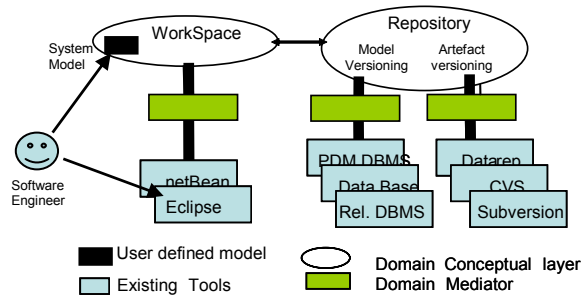 WorkSpace
Repository
System
Model
Model
Versioning
Artefact
versioning
Software
Engineer
netBean
Eclipse
PDM DBMS
Data Base
Rel. DBMS
Datarep
CVS
Subversion
User defined model
Existing Tools
Domain Conceptual layer
Domain Mediator